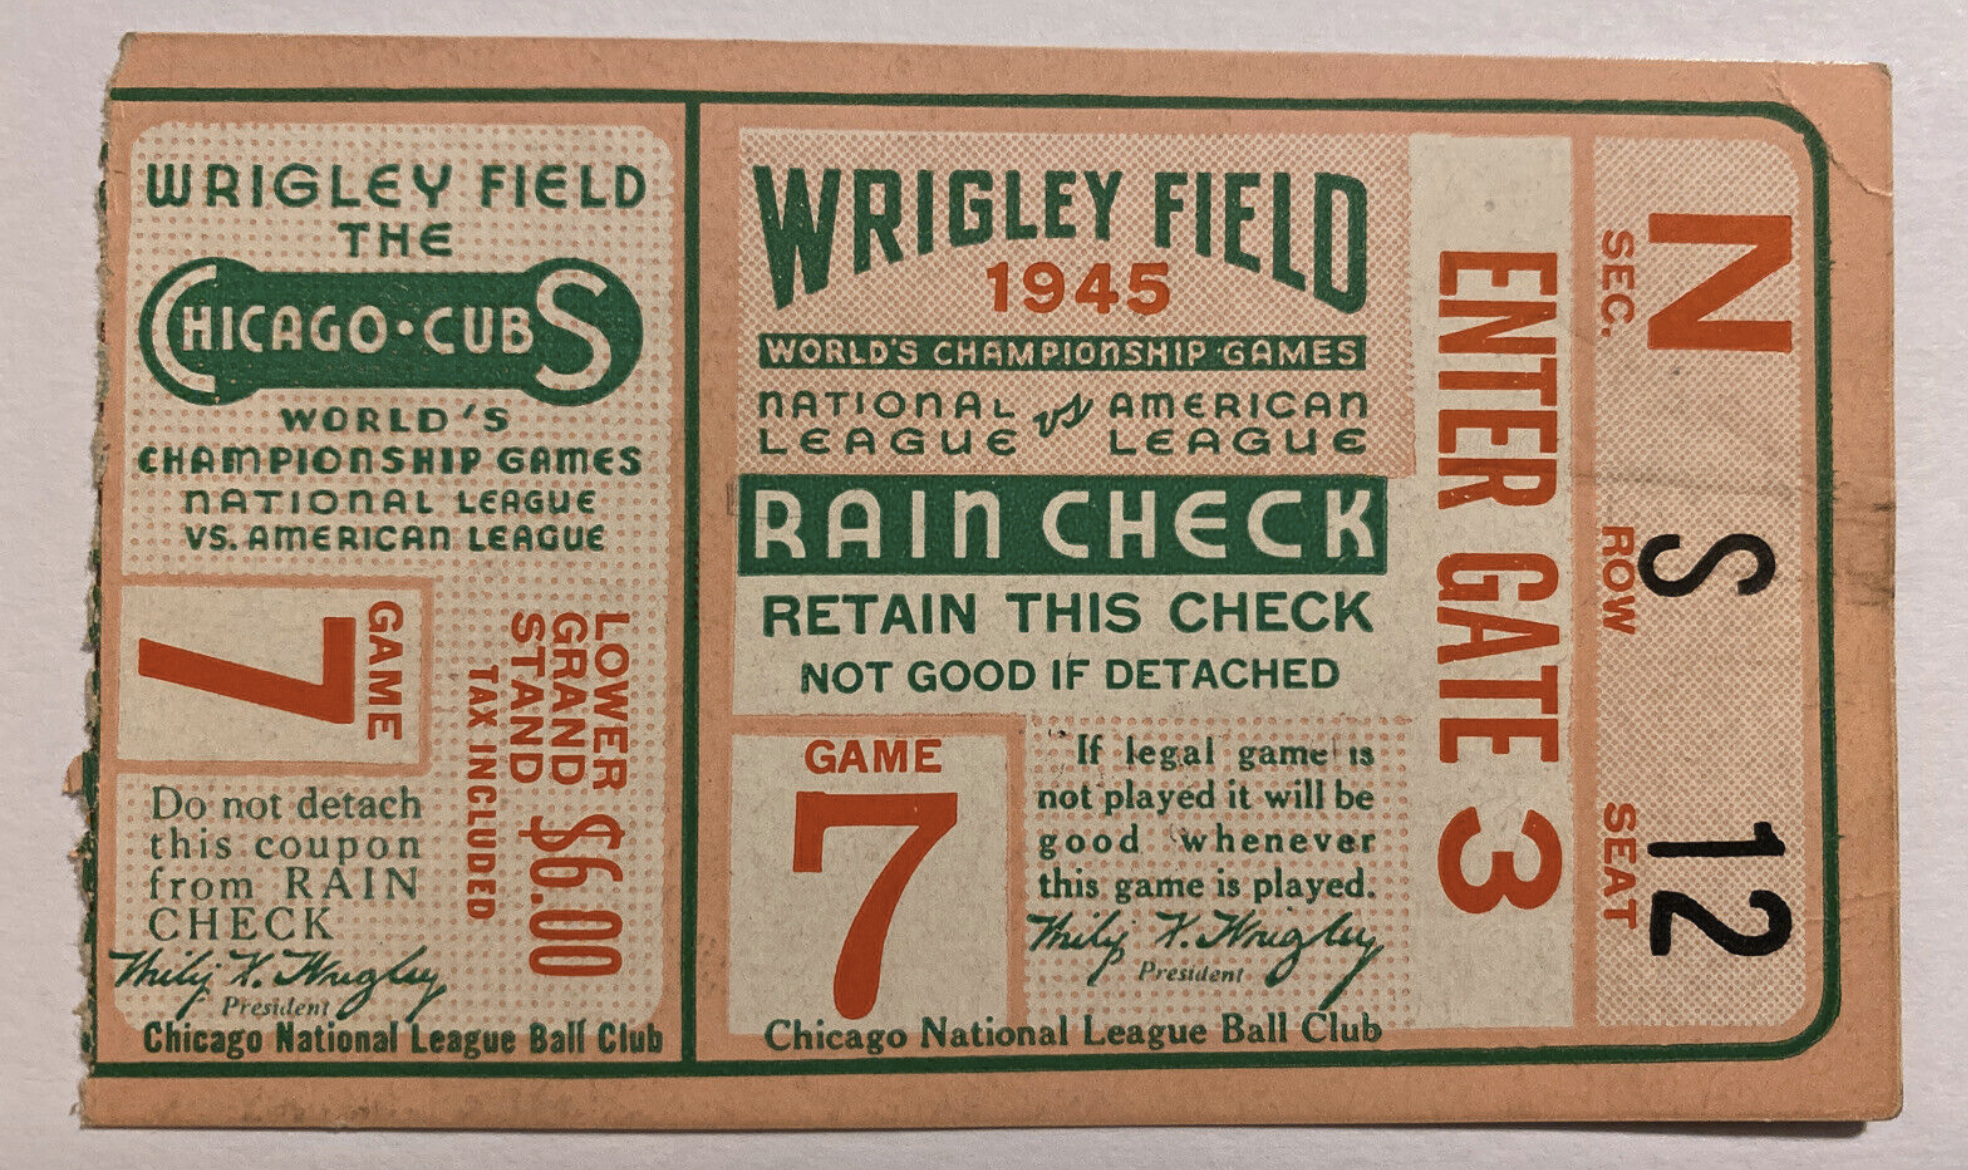 WRIGLEY FIELD
THE
CHICAGO·CUBS
WORLD'S
CHAMPIONSHIP GAMES
NATIONAL LEAGUE
VS. AMERICAN LEAGUE
GAME
7
LOWER
GRAND
STAND
$6.00
TAX INCLUDED
Do not detach
this coupon
from RAIN
CHECK
Philip K. Wrigley
President
Chicago National League Ball Club
WRIGLEY FIELD
1945
WORLD'S CHAMPIONSHIP GAMES
NATIONAL LEAGUE vs AMERICAN LEAGUE
RAIN CHECK
RETAIN THIS CHECK
NOT GOOD IF DETACHED
GAME
7
If legal game is
not played it will be
good whenever
this game is played.
Philip K. Wrigley
President
Chicago National League Ball Club
ENTER GATE 3
SEC. N
ROW S
SEAT 12